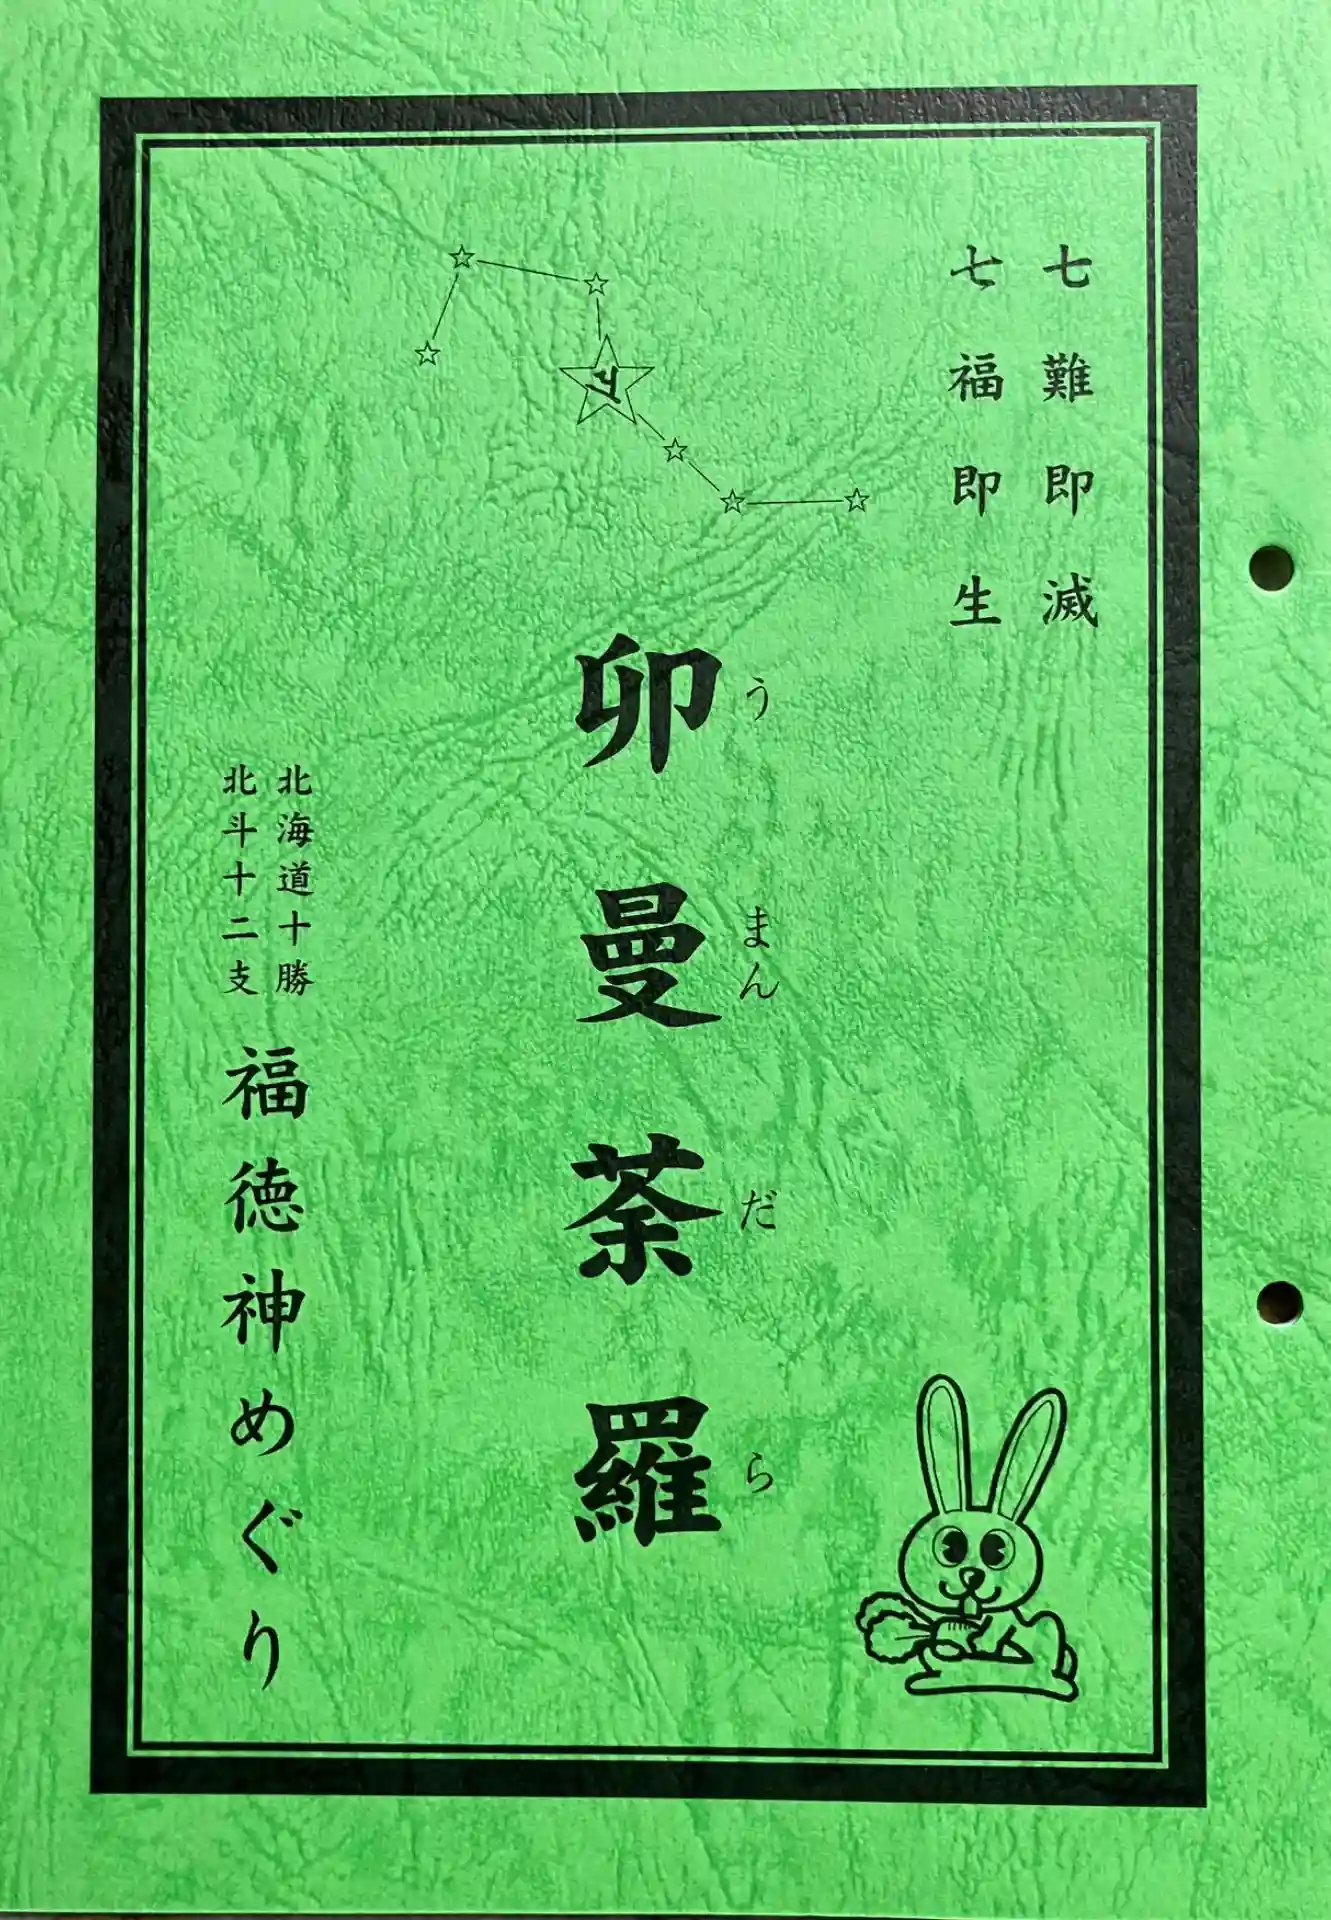 七難即滅
七福即生
卯曼荼羅
うまんだら
北海道十勝
北斗十二支
福徳神めぐり